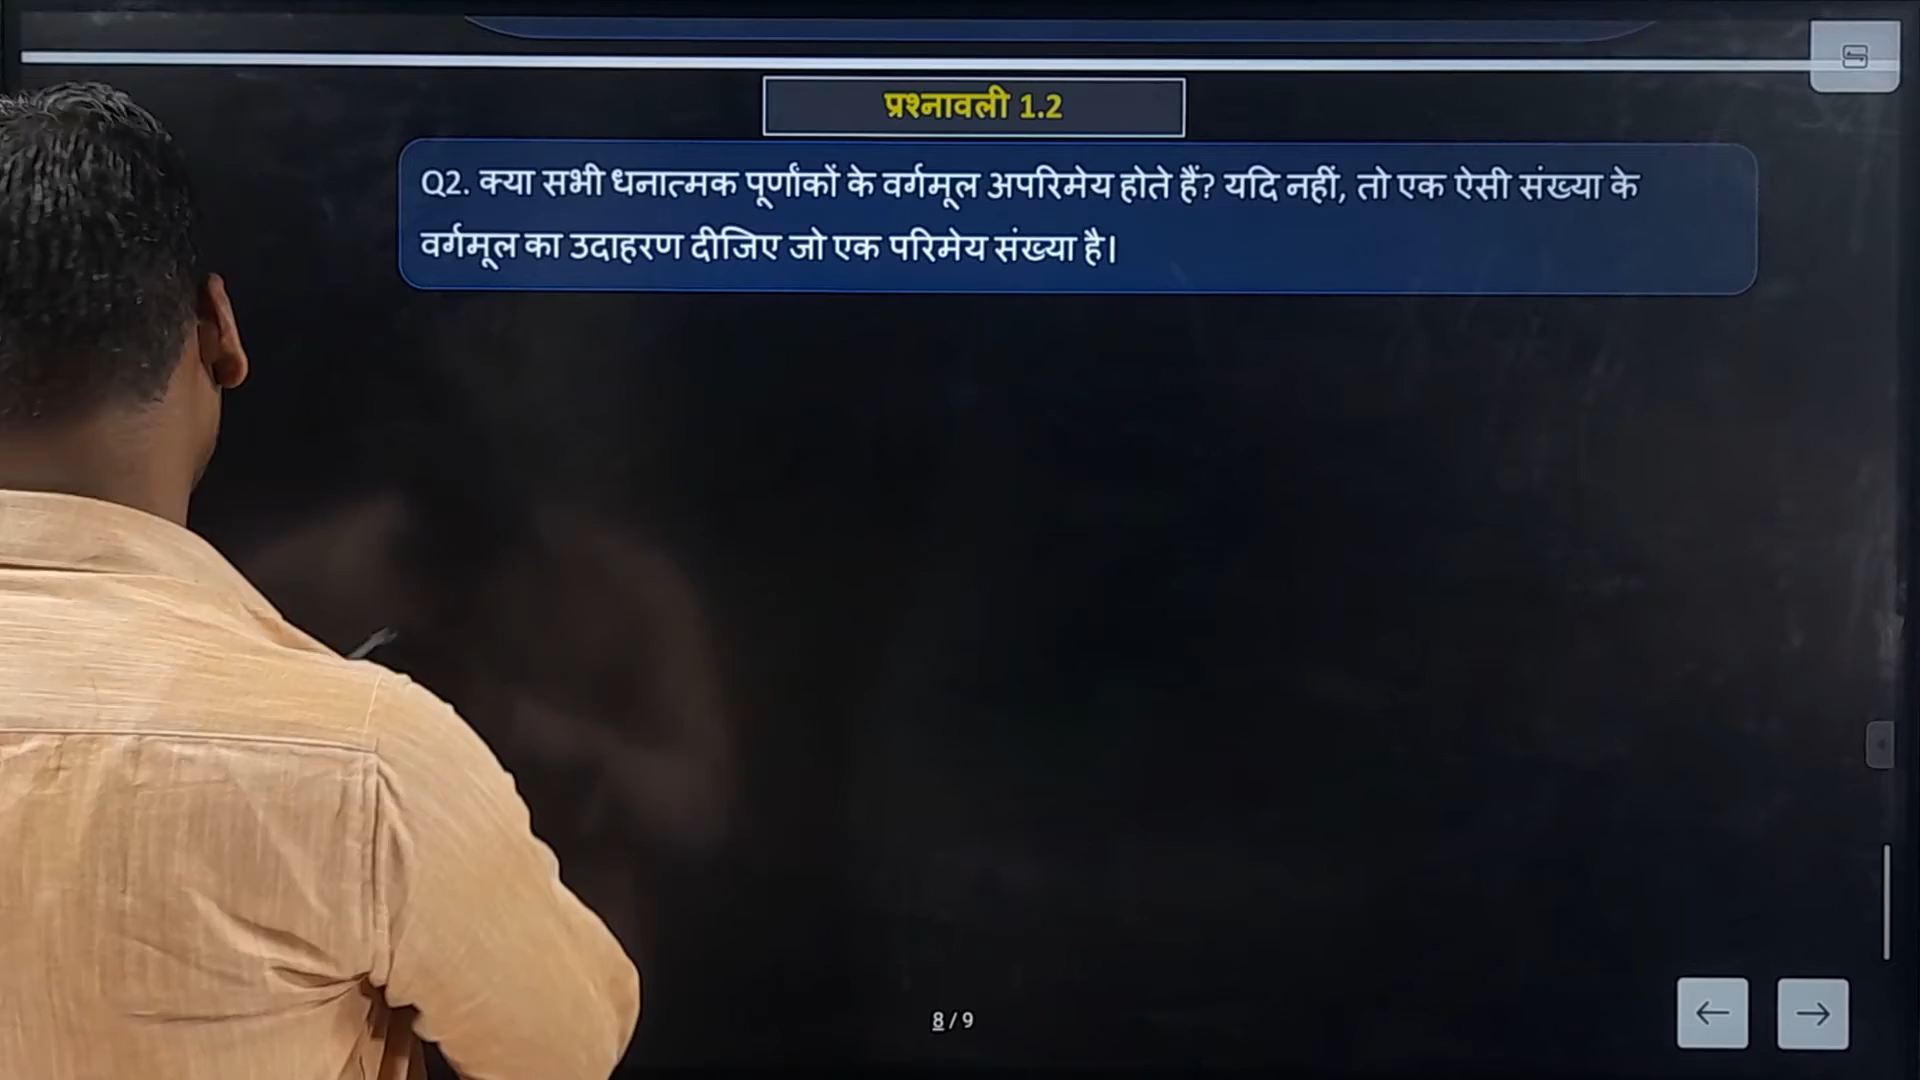 प्रश्नावली 1.2
Q2. क्या सभी धनात्मक पूर्णांकों के वर्गमूल अपरिमेय होते हैं? यदि नहीं, तो एक ऐसी संख्या के
वर्गमूल का उदाहरण दीजिए जो एक परिमेय संख्या है।
8/9